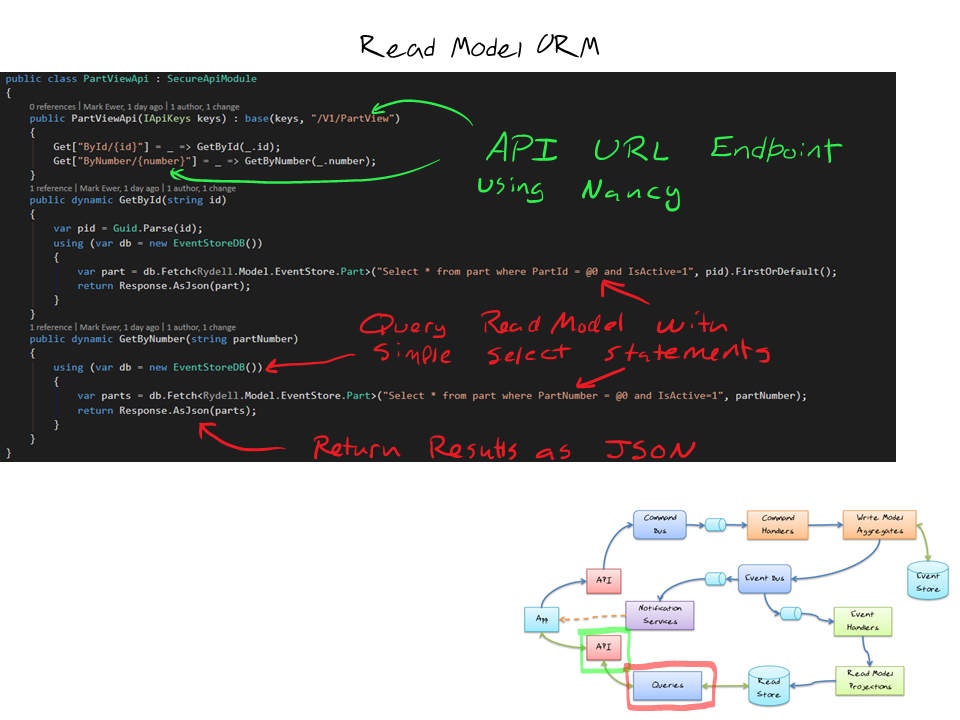 Read Model ORM
public class PartViewApi : SecureApiModule
{
0 references | Mark Ewer, 1 day ago | 1 author, 1 change
public PartViewApi(IApiKeys keys) : base(keys, "/V1/PartView")
{
Get["ById/{id}"] = _ => GetById(_.id);
Get["ByNumber/{number}"] = _ => GetByNumber(_.number);
}
1 reference | Mark Ewer, 1 day ago | 1 author, 1 change
public dynamic GetById(string id)
{
var pid = Guid.Parse(id);
using (var db = new EventStoreDB())
{
var part = db.Fetch<Rydell.Model.EventStore.Part>("Select * from part where PartId = @0 and IsActive=1", pid).FirstOrDefault();
return Response.AsJson(part);
}
}
1 reference | Mark Ewer, 1 day ago | 1 author, 1 change
public dynamic GetByNumber(string partNumber)
{
using (var db = new EventStoreDB())
{
var parts = db.Fetch<Rydell.Model.EventStore.Part>("Select * from part where PartNumber = @0 and IsActive=1", partNumber);
return Response.AsJson(parts);
}
}
}
API URL Endpoint
using Nancy
Query Read Model with
simple select statements
Return Results as JSON
Command
Bus
Command
Handlers
Write Model
Aggregates
Event
Store
API
Event Bus
App
Notification
Services
Event
Handlers
API
Queries
Read
Store
Read Model
Projections